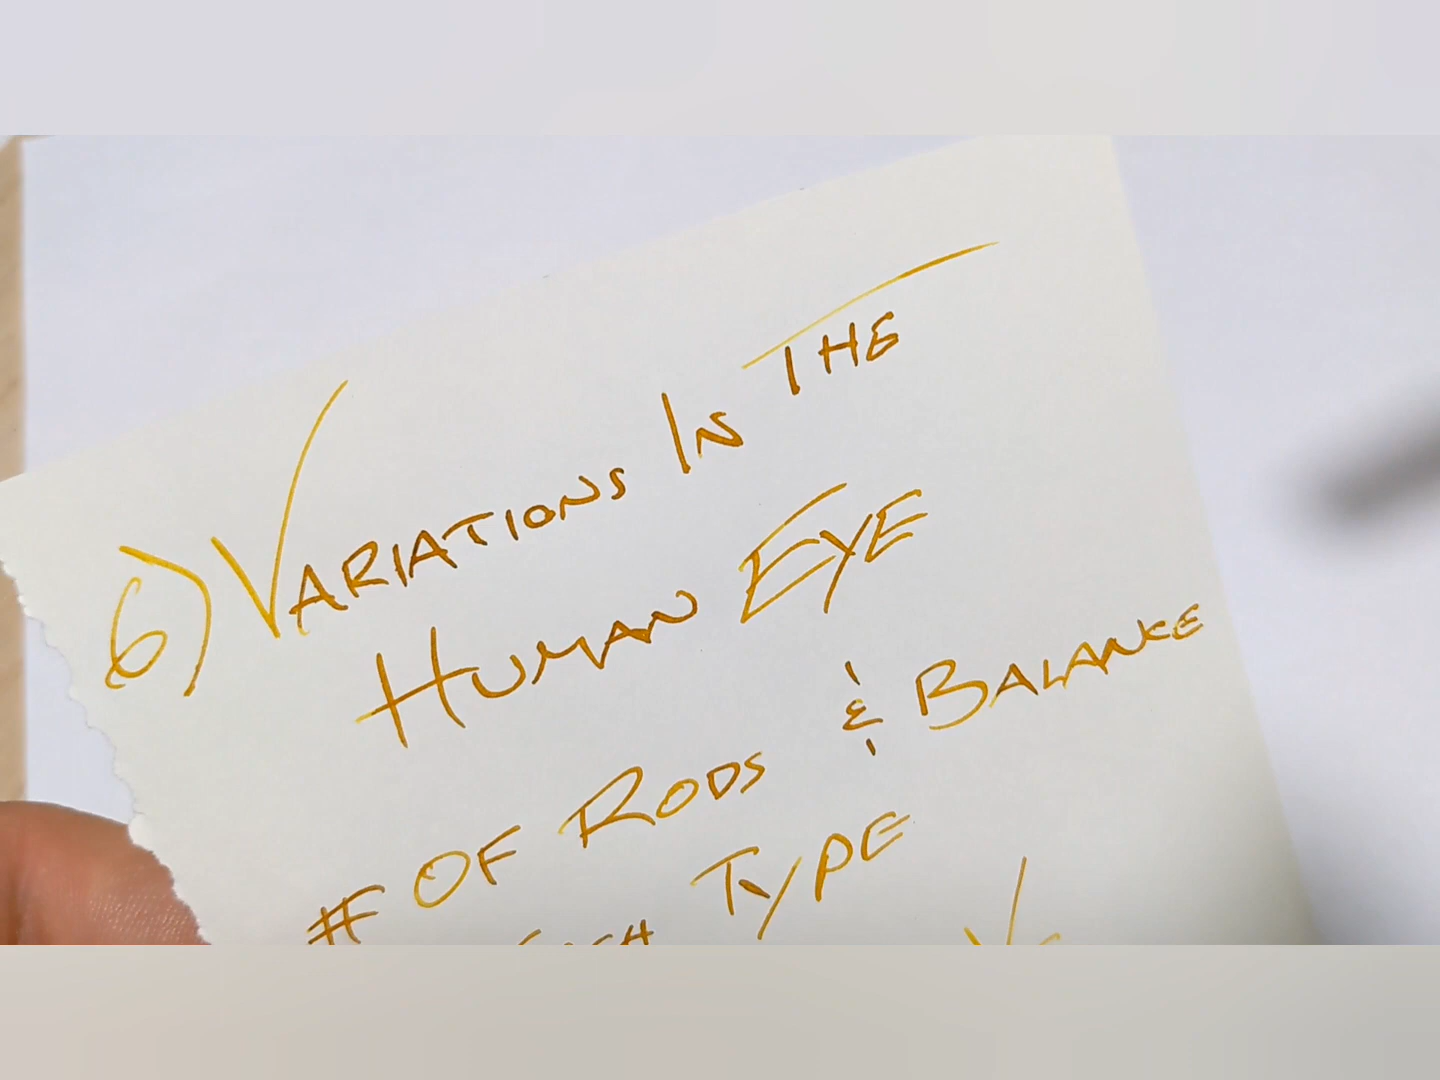 6) VARIATIONS IN THE
HUMAN EYE
# OF RODS & BALANCE
TYPE